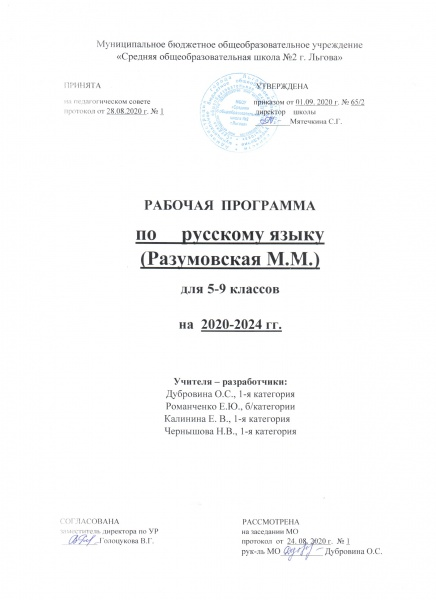 Муниципальное бюджетное общеобразовательное учреждение
«Средняя общеобразовательная школа №2 г. Льгова»
ПРИНЯТА
на педагогическом совете
протокол от 28.08.2020 г. № 1
УТВЕРЖДЕНА
приказом от 01.09. 2020 г. № 65/2
директор школы
Мятечкина С.Г.
РАБОЧАЯ ПРОГРАММА
по русскому языку
(Разумовская М.М.)
для 5-9 классов
на 2020-2024 гг.
Учителя – разработчики:
Дубровина О.С., 1-я категория
Романченко Е.Ю., б/категории
Калинина Е. В., 1-я категория
Чернышова Н.В., 1-я категория
СОГЛАСОВАНА
заместитель директора по УР
Голоцукова В.Г.
РАССМОТРЕНА
на заседании МО
протокол от 24. 08. 2020 г. № 1
рук-ль МО Дубровина О.С.